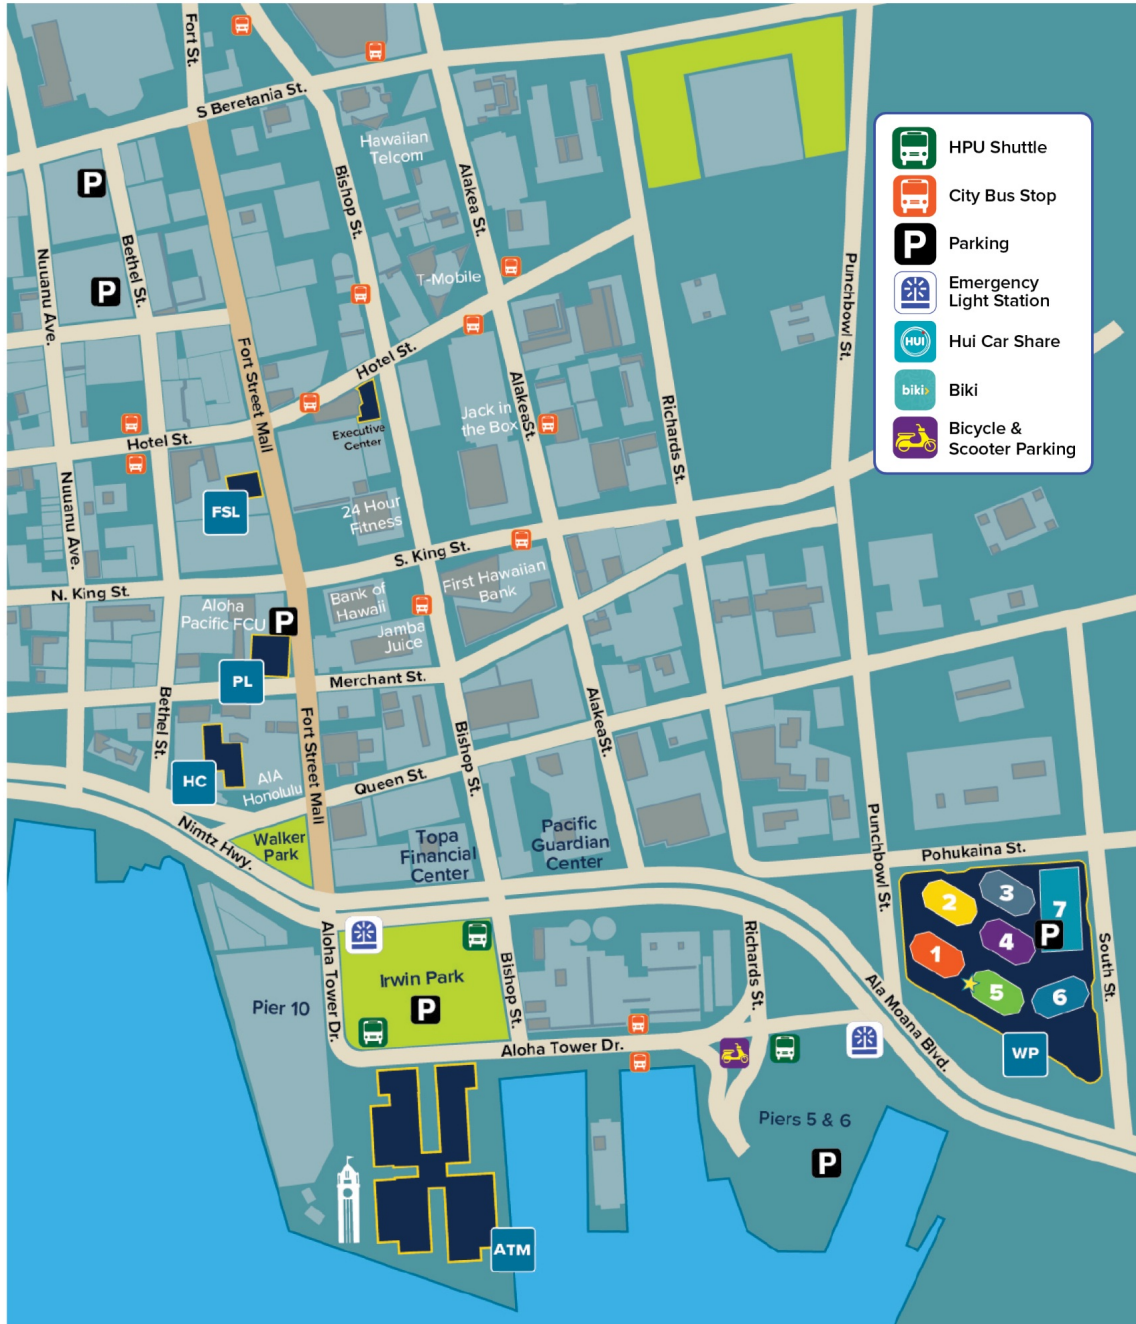 Fort St.
S Beretania St.
Hawaiian
Telcom
Bishop St.
Alakea St.
P
Nuuanu Ave.
Bethel St.
P
T-Mobile
Punchbowl St.
HPU Shuttle
City Bus Stop
P
Parking
Emergency
Light Station
HUI
Hui Car Share
biki
Biki
Bicycle &
Scooter Parking
Fort Street Mall
Hotel St.
Executive
Center
Jack in
the Box
AlakeaSt.
Richards St.
Hotel St.
Nuuanu Ave.
FSL
24 Hour
Fitness
S. King St.
N. King St.
Bank of
Hawaii
First Hawaiian
Bank
Aloha
Pacific FCU
P
Jamba
Juice
PL
Merchant St.
Bethel St.
Fort Street Mall
Bishop St.
AlakeaSt.
HC
AIA
Honolulu
Queen St.
Nimtz Hwy.
Walker
Park
Topa
Financial
Center
Pacific
Guardian
Center
Punchbowl St.
Pohukaina St.
2
3
7
P
1
4
5
6
South St.
WP
Aloha Tower Dr.
Irwin Park
P
Bishop St.
Richards St.
Ala Moana Blvd.
Pier 10
Aloha Tower Dr.
Piers 5 & 6
P
ATM